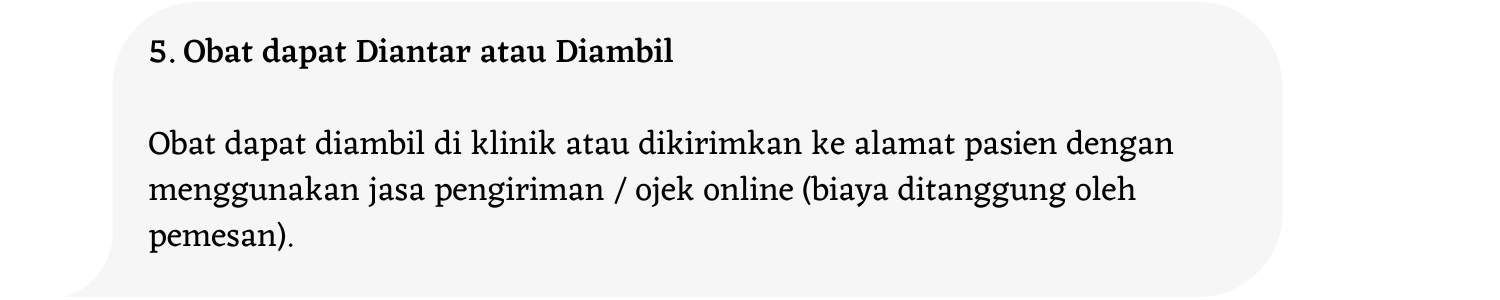 5. Obat dapat Diantar atau Diambil
Obat dapat diambil di klinik atau dikirimkan ke alamat pasien dengan
menggunakan jasa pengiriman / ojek online (biaya ditanggung oleh
pemesan).